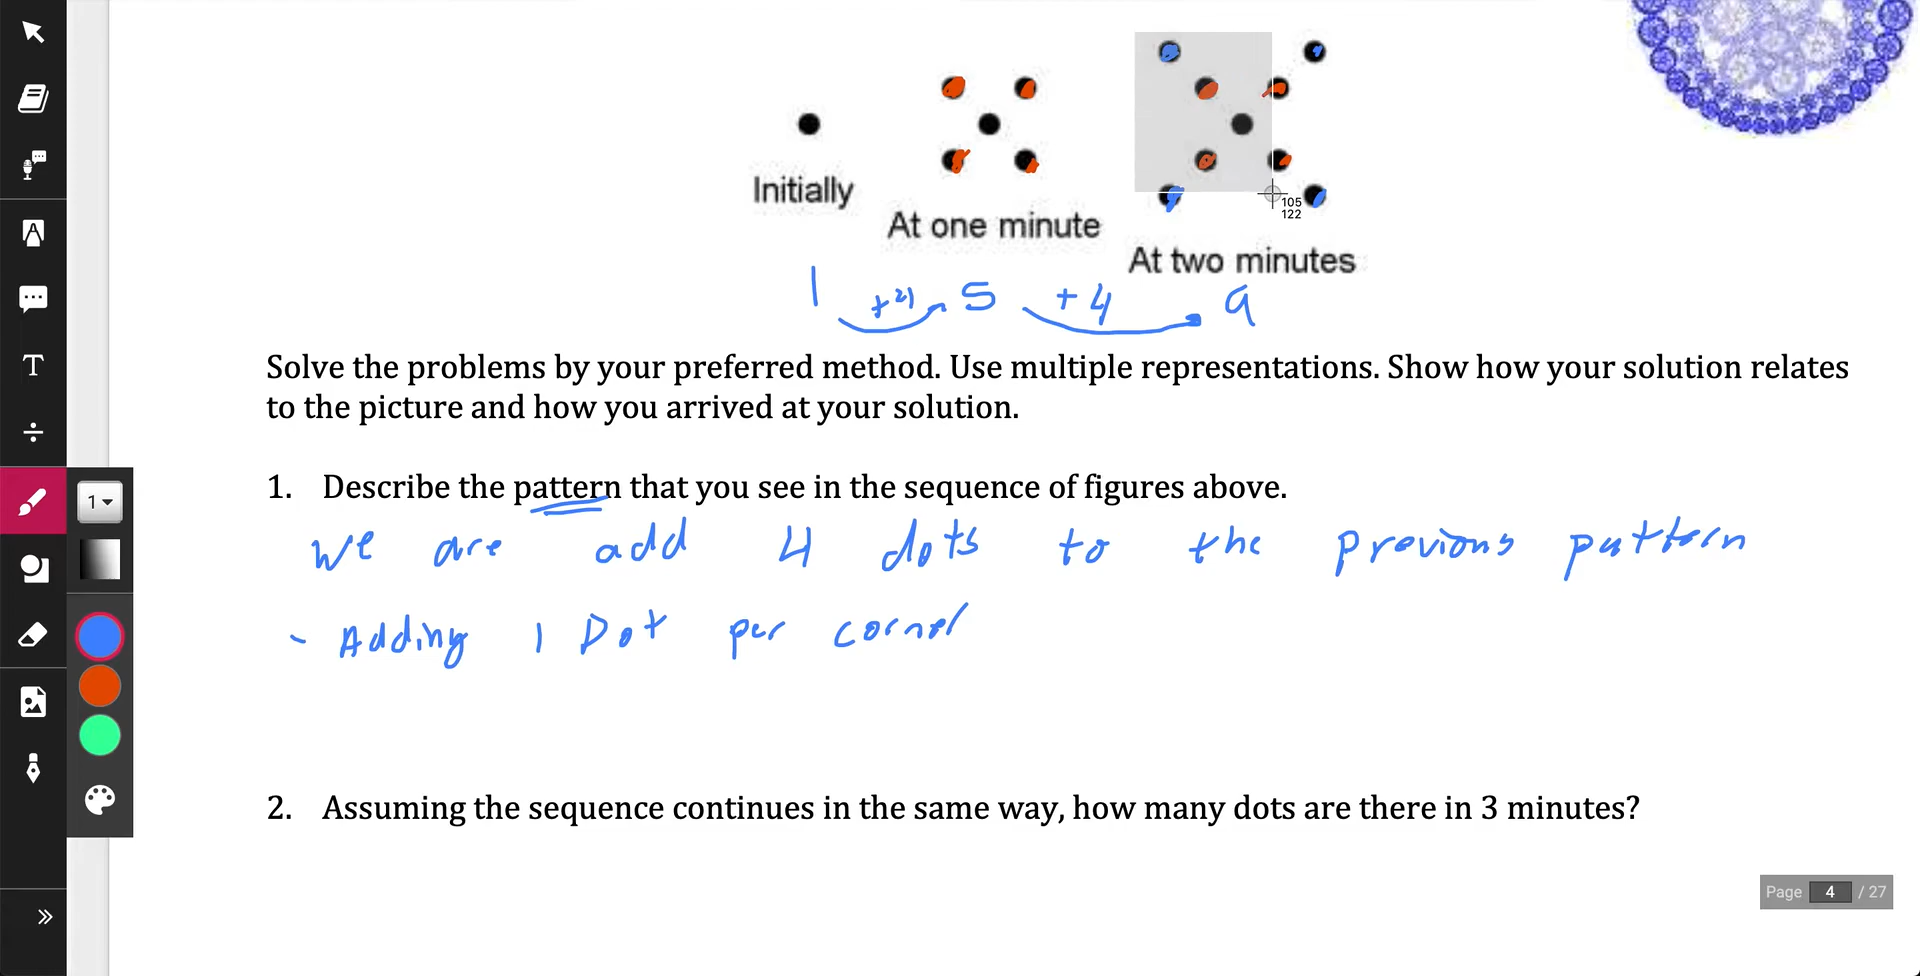 105
122
Initially
At one minute
At two minutes
1 +4 5 +4 9
Solve the problems by your preferred method. Use multiple representations. Show how your solution relates
to the picture and how you arrived at your solution.
1. Describe the pattern that you see in the sequence of figures above.
We are add 4 dots to the previous pattern
- Adding 1 Dot per corner
2. Assuming the sequence continues in the same way, how many dots are there in 3 minutes?
1
T
Page 4 / 27